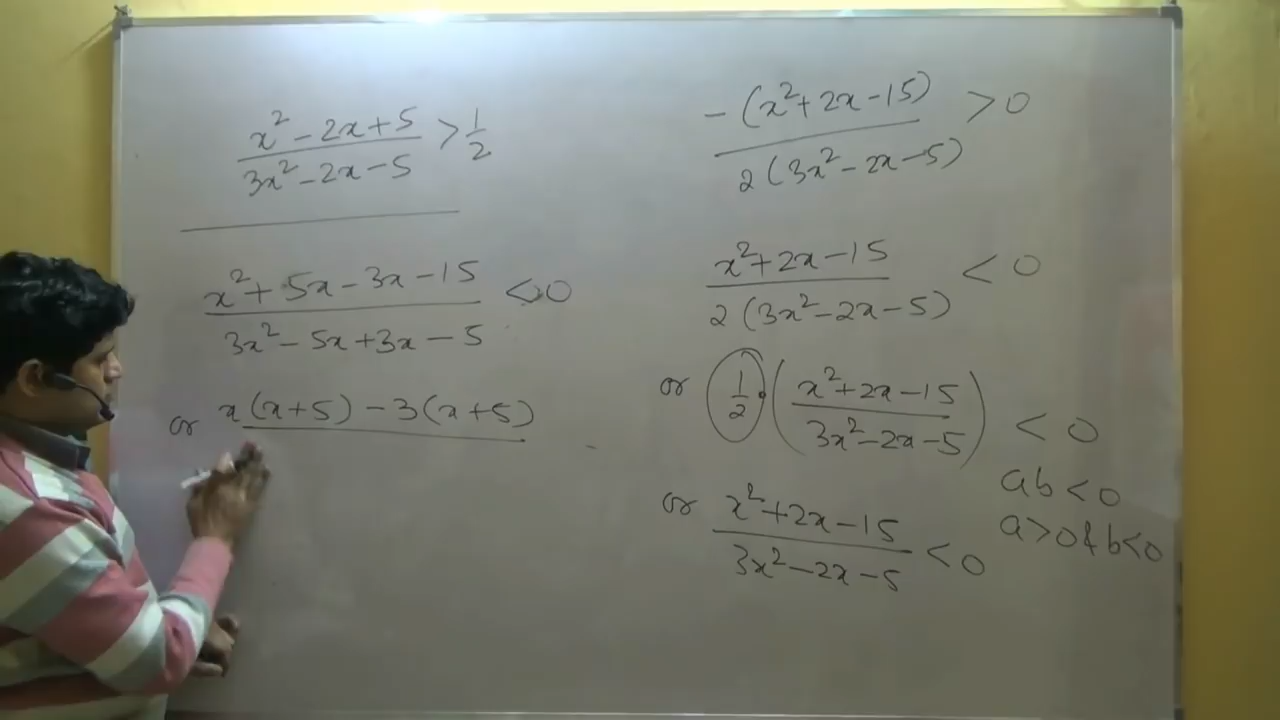 x² - 2x + 5 / 3x² - 2x - 5 > 1/2
x² + 5x - 3x - 15 / 3x² - 5x + 3x - 5 < 0
or x(x+5) - 3(x+5)
-(x² + 2x - 15) / 2(3x² - 2x - 5) > 0
x² + 2x - 15 / 2(3x² - 2x - 5) < 0
or 1/2 · (x² + 2x - 15 / 3x² - 2x - 5) < 0
or x² + 2x - 15 / 3x² - 2x - 5 < 0
ab < 0
a > 0 & b < 0